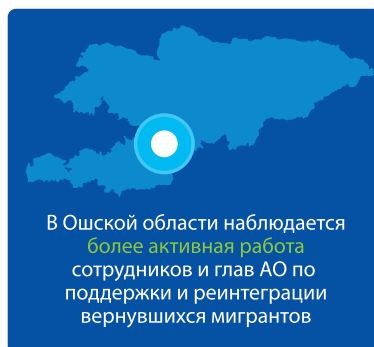 В Ошской области наблюдается
более активная работа
сотрудников и глав АО по
поддержки и реинтеграции
вернувшихся мигрантов